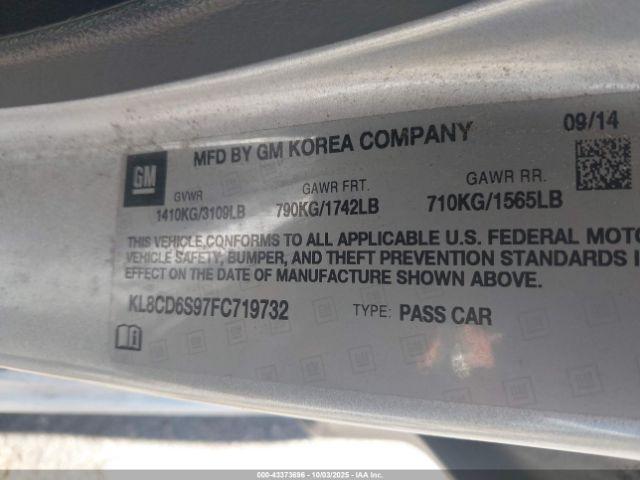 09/14
MFD BY GM KOREA COMPANY
GM
GVWR GAWR FRT. GAWR RR.
1410KG/3109LB 790KG/1742LB 710KG/1565LB
THIS VEHICLE CONFORMS TO ALL APPLICABLE U.S. FEDERAL MOTO
VEHICLE SAFETY, BUMPER, AND THEFT PREVENTION STANDARDS IN
EFFECT ON THE DATE OF MANUFACTURE SHOWN ABOVE.
KL8CD6S97FC719732 TYPE: PASS CAR
00-43373696 | 10/03/2025 | © IAA